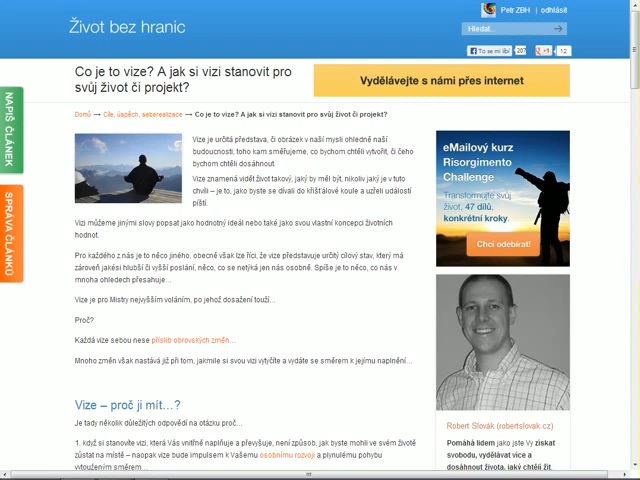 Petr ZBH | odhlásit
Život bez hranic
Hledat...
To se mi líbí 207 +1 12
Co je to vize? A jak si vizi stanovit pro
svůj život či projekt?
Vydělávejte s námi přes internet
Domů → Cíle, úspěch, seberealizace → Co je to vize? A jak si vizi stanovit pro svůj život či projekt?
NAPIŠ ČLÁNEK
SPRÁVA ČLÁNKŮ
Vize je určitá představa, či obrázek v naší mysli ohledně naší
budoucnosti, toho kam směřujeme, co bychom chtěli vytvořit, či čeho
bychom chtěli dosáhnout.
Vize znamená vidět život takový, jaký by měl být, nikoliv jaký je v tuto
chvíli – je to, jako byste se dívali do křišťálové koule a uzřeli události
příští.
Vizi můžeme jinými slovy popsat jako hodnotný ideál nebo také jako svou vlastní koncepci životních
hodnot.
Pro každého z nás je to něco jiného, obecně však lze říci, že vize představuje určitý cílový stav, který má
zároveň jakési hlubší či vyšší poslání, něco, co se netýká jen nás osobně. Spíše je to něco, co nás v
mnoha ohledech přesahuje…
Vize je pro Mistry nejvyšším voláním, po jehož dosažení touží…
Proč?
Každá vize sebou nese příslib obrovských změn…
Mnoho změn však nastává již při tom, jakmile si svou vizi vytyčíte a vydáte se směrem k jejímu naplnění…
Vize – proč ji mít…?
Je tady několik důležitých odpovědí na otázku proč…
1. když si stanovíte vizi, která Vás vnitřně naplňuje a převyšuje, není způsob, jak byste mohli ve svém životě
zůstat na místě – naopak vize bude impulsem k Vašemu osobnímu rozvoji a plynulému pohybu
vytouženým směrem…
eMailový kurz
Risorgimento
Challenge
Transformujte svůj
život, 47 dílů,
konkrétní kroky.
Chci odebírat!
Robert Slovák (robertslovak.cz)
Pomáhá lidem jako jste Vy získat
svobodu, vydělávat více a
dosáhnout života, jaký chtějí žít.